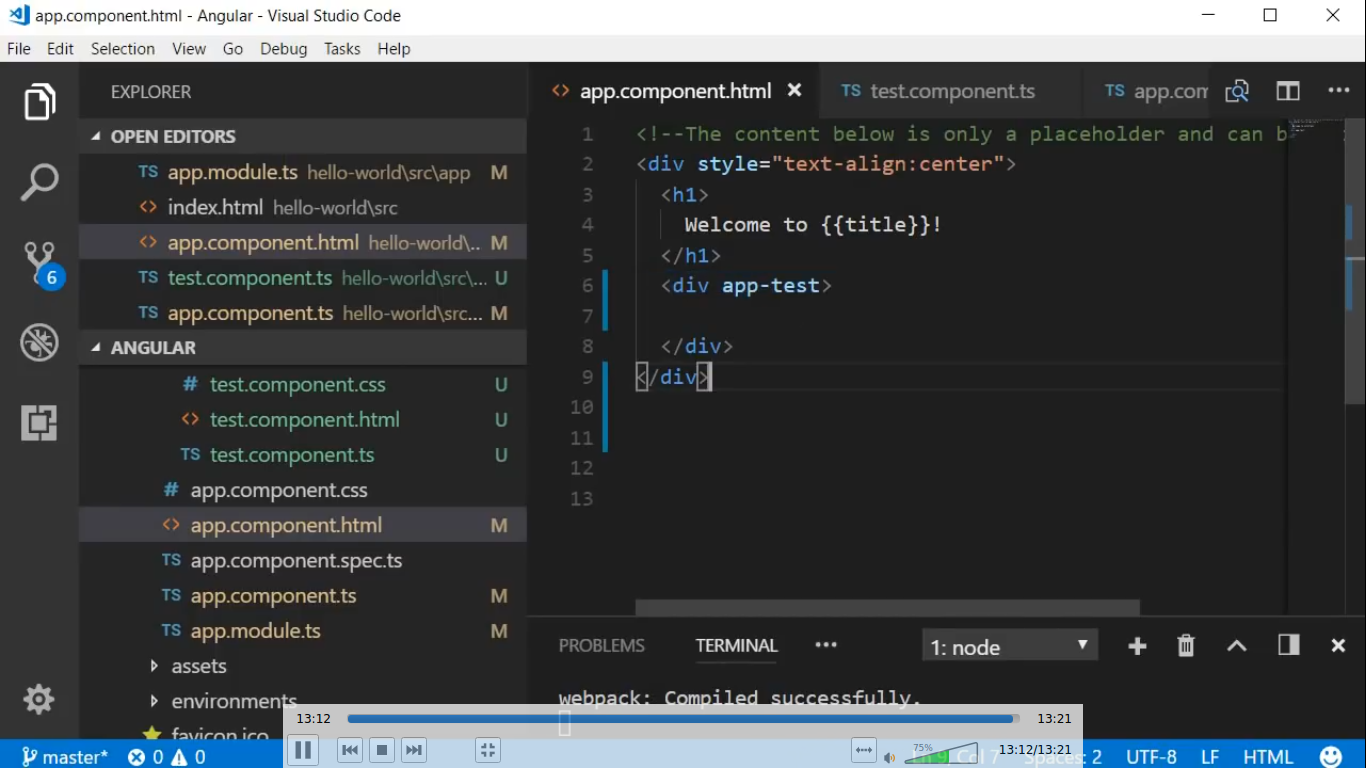 app.component.html - Angular - Visual Studio Code
File Edit Selection View Go Debug Tasks Help
EXPLORER
OPEN EDITORS
TS app.module.ts hello-world\src\app M
<> index.html hello-world\src
<> app.component.html hello-world\... M
TS test.component.ts hello-world\src\... U
TS app.component.ts hello-world\src... M
ANGULAR
# test.component.css U
<> test.component.html U
TS test.component.ts U
# app.component.css
<> app.component.html M
TS app.component.spec.ts
TS app.component.ts M
TS app.module.ts M
assets
environments
favicon.ico
6
<> app.component.html TS test.component.ts TS app.com
1 <!--The content below is only a placeholder and can b
2 <div style="text-align:center">
3 <h1>
4 Welcome to {{title}}!
5 </h1>
6 <div app-test>
7
8 </div>
9 </div>
10
11
12
13
PROBLEMS TERMINAL ••• 1: node
webpack: Compiled successfully.
13:12 13:21
75% 13:12/13:21
master* 0 0 Col 7 Spaces: 2 UTF-8 LF HTML